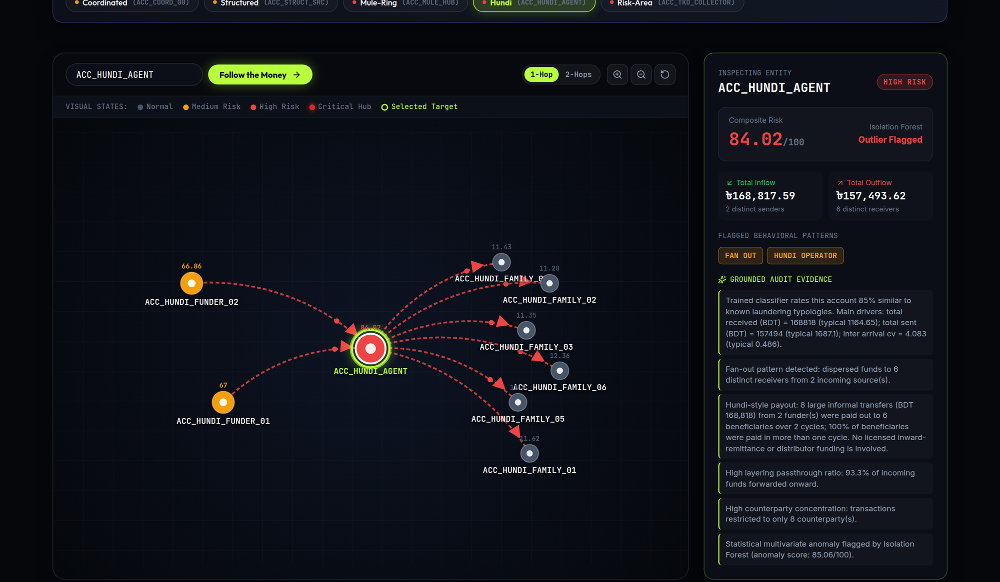 Coordinated (ACC_COORD_00)
Structured (ACC_STRUCT_SRC)
Mule-Ring (ACC_MULE_HUB)
Hundi (ACC_HUNDI_AGENT)
Risk-Area (ACC_TKO_COLLECTOR)
ACC_HUNDI_AGENT
Follow the Money →
1-Hop
2-Hops
VISUAL STATES: Normal Medium Risk High Risk Critical Hub Selected Target
11.43
66.86
11.28
ACC_HUNDI_FAMILY_0
ACC_HUNDI_FUNDER_02
ACC_HUNDI_FAMILY_02
11.35
84.02
ACC_HUNDI_FAMILY_03
12.36
ACC_HUNDI_AGENT
67
ACC_HUNDI_FAMILY_06
ACC_HUNDI_FUNDER_01
ACC_HUNDI_FAMILY_05
11.62
ACC_HUNDI_FAMILY_01
INSPECTING ENTITY
ACC_HUNDI_AGENT
HIGH RISK
Composite Risk
84.02/100
Isolation Forest
Outlier Flagged
Total Inflow
৳168,817.59
2 distinct senders
Total Outflow
৳157,493.62
6 distinct receivers
FLAGGED BEHAVIORAL PATTERNS
FAN OUT
HUNDI OPERATOR
GROUNDED AUDIT EVIDENCE
Trained classifier rates this account 85% similar to
known laundering typologies. Main drivers: total
received (BDT) = 168818 (typical 1164.65); total sent
(BDT) = 157494 (typical 1687.1); inter arrival cv = 4.083
(typical 0.486).
Fan-out pattern detected: dispersed funds to 6
distinct receivers from 2 incoming source(s).
Hundi-style payout: 8 large informal transfers (BDT
168,818) from 2 funder(s) were paid out to 6
beneficiaries over 2 cycles; 100% of beneficiaries
were paid in more than one cycle. No licensed inward-
remittance or distributor funding is involved.
High layering passthrough ratio: 93.3% of incoming
funds forwarded onward.
High counterparty concentration: transactions
restricted to only 8 counterparty(s).
Statistical multivariate anomaly flagged by Isolation
Forest (anomaly score: 85.06/100).